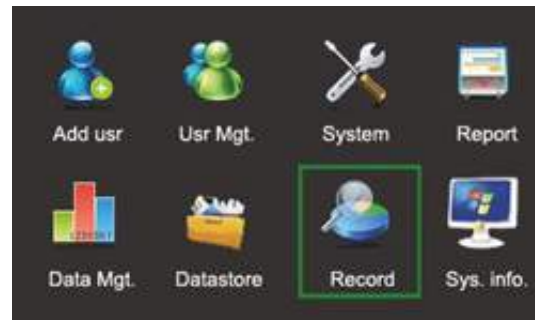 Add usr
Usr Mgt.
System
Report
Data Mgt.
Datastore
Record
Sys. info.